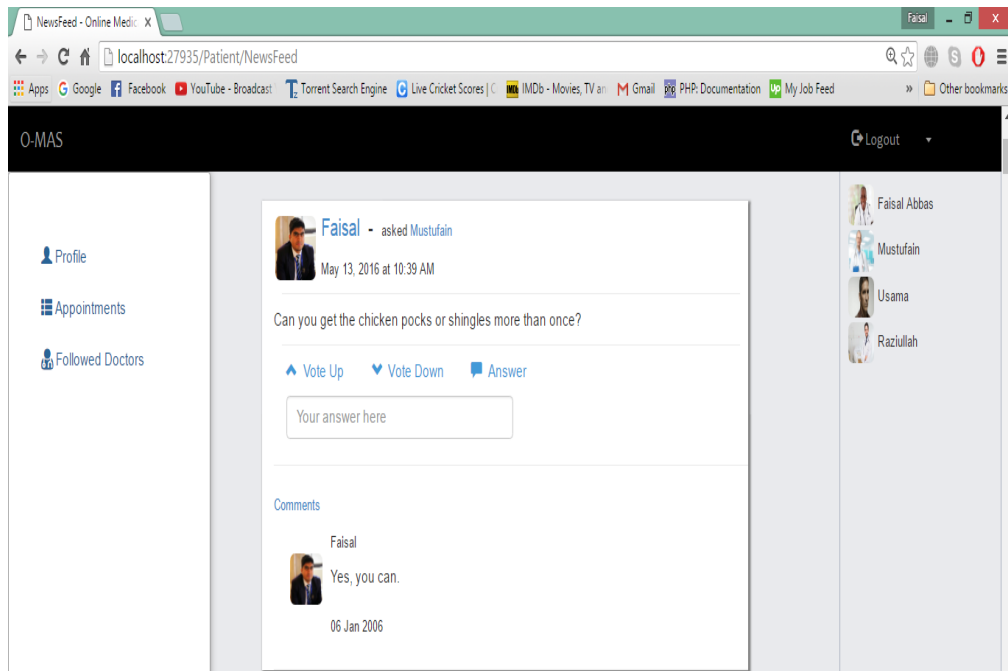 NewsFeed - Online Medic
Faisal
localhost:27935/Patient/NewsFeed
Apps Google Facebook YouTube - Broadcast Torrent Search Engine Live Cricket Scores | C IMDb - Movies, TV an Gmail PHP: Documentation My Job Feed » Other bookmarks
O-MAS
Logout
Profile
Appointments
Followed Doctors
Faisal - asked Mustufain
May 13, 2016 at 10:39 AM
Can you get the chicken pocks or shingles more than once?
Vote Up Vote Down Answer
Your answer here
Comments
Faisal
Yes, you can.
06 Jan 2006
Faisal Abbas
Mustufain
Usama
Raziullah